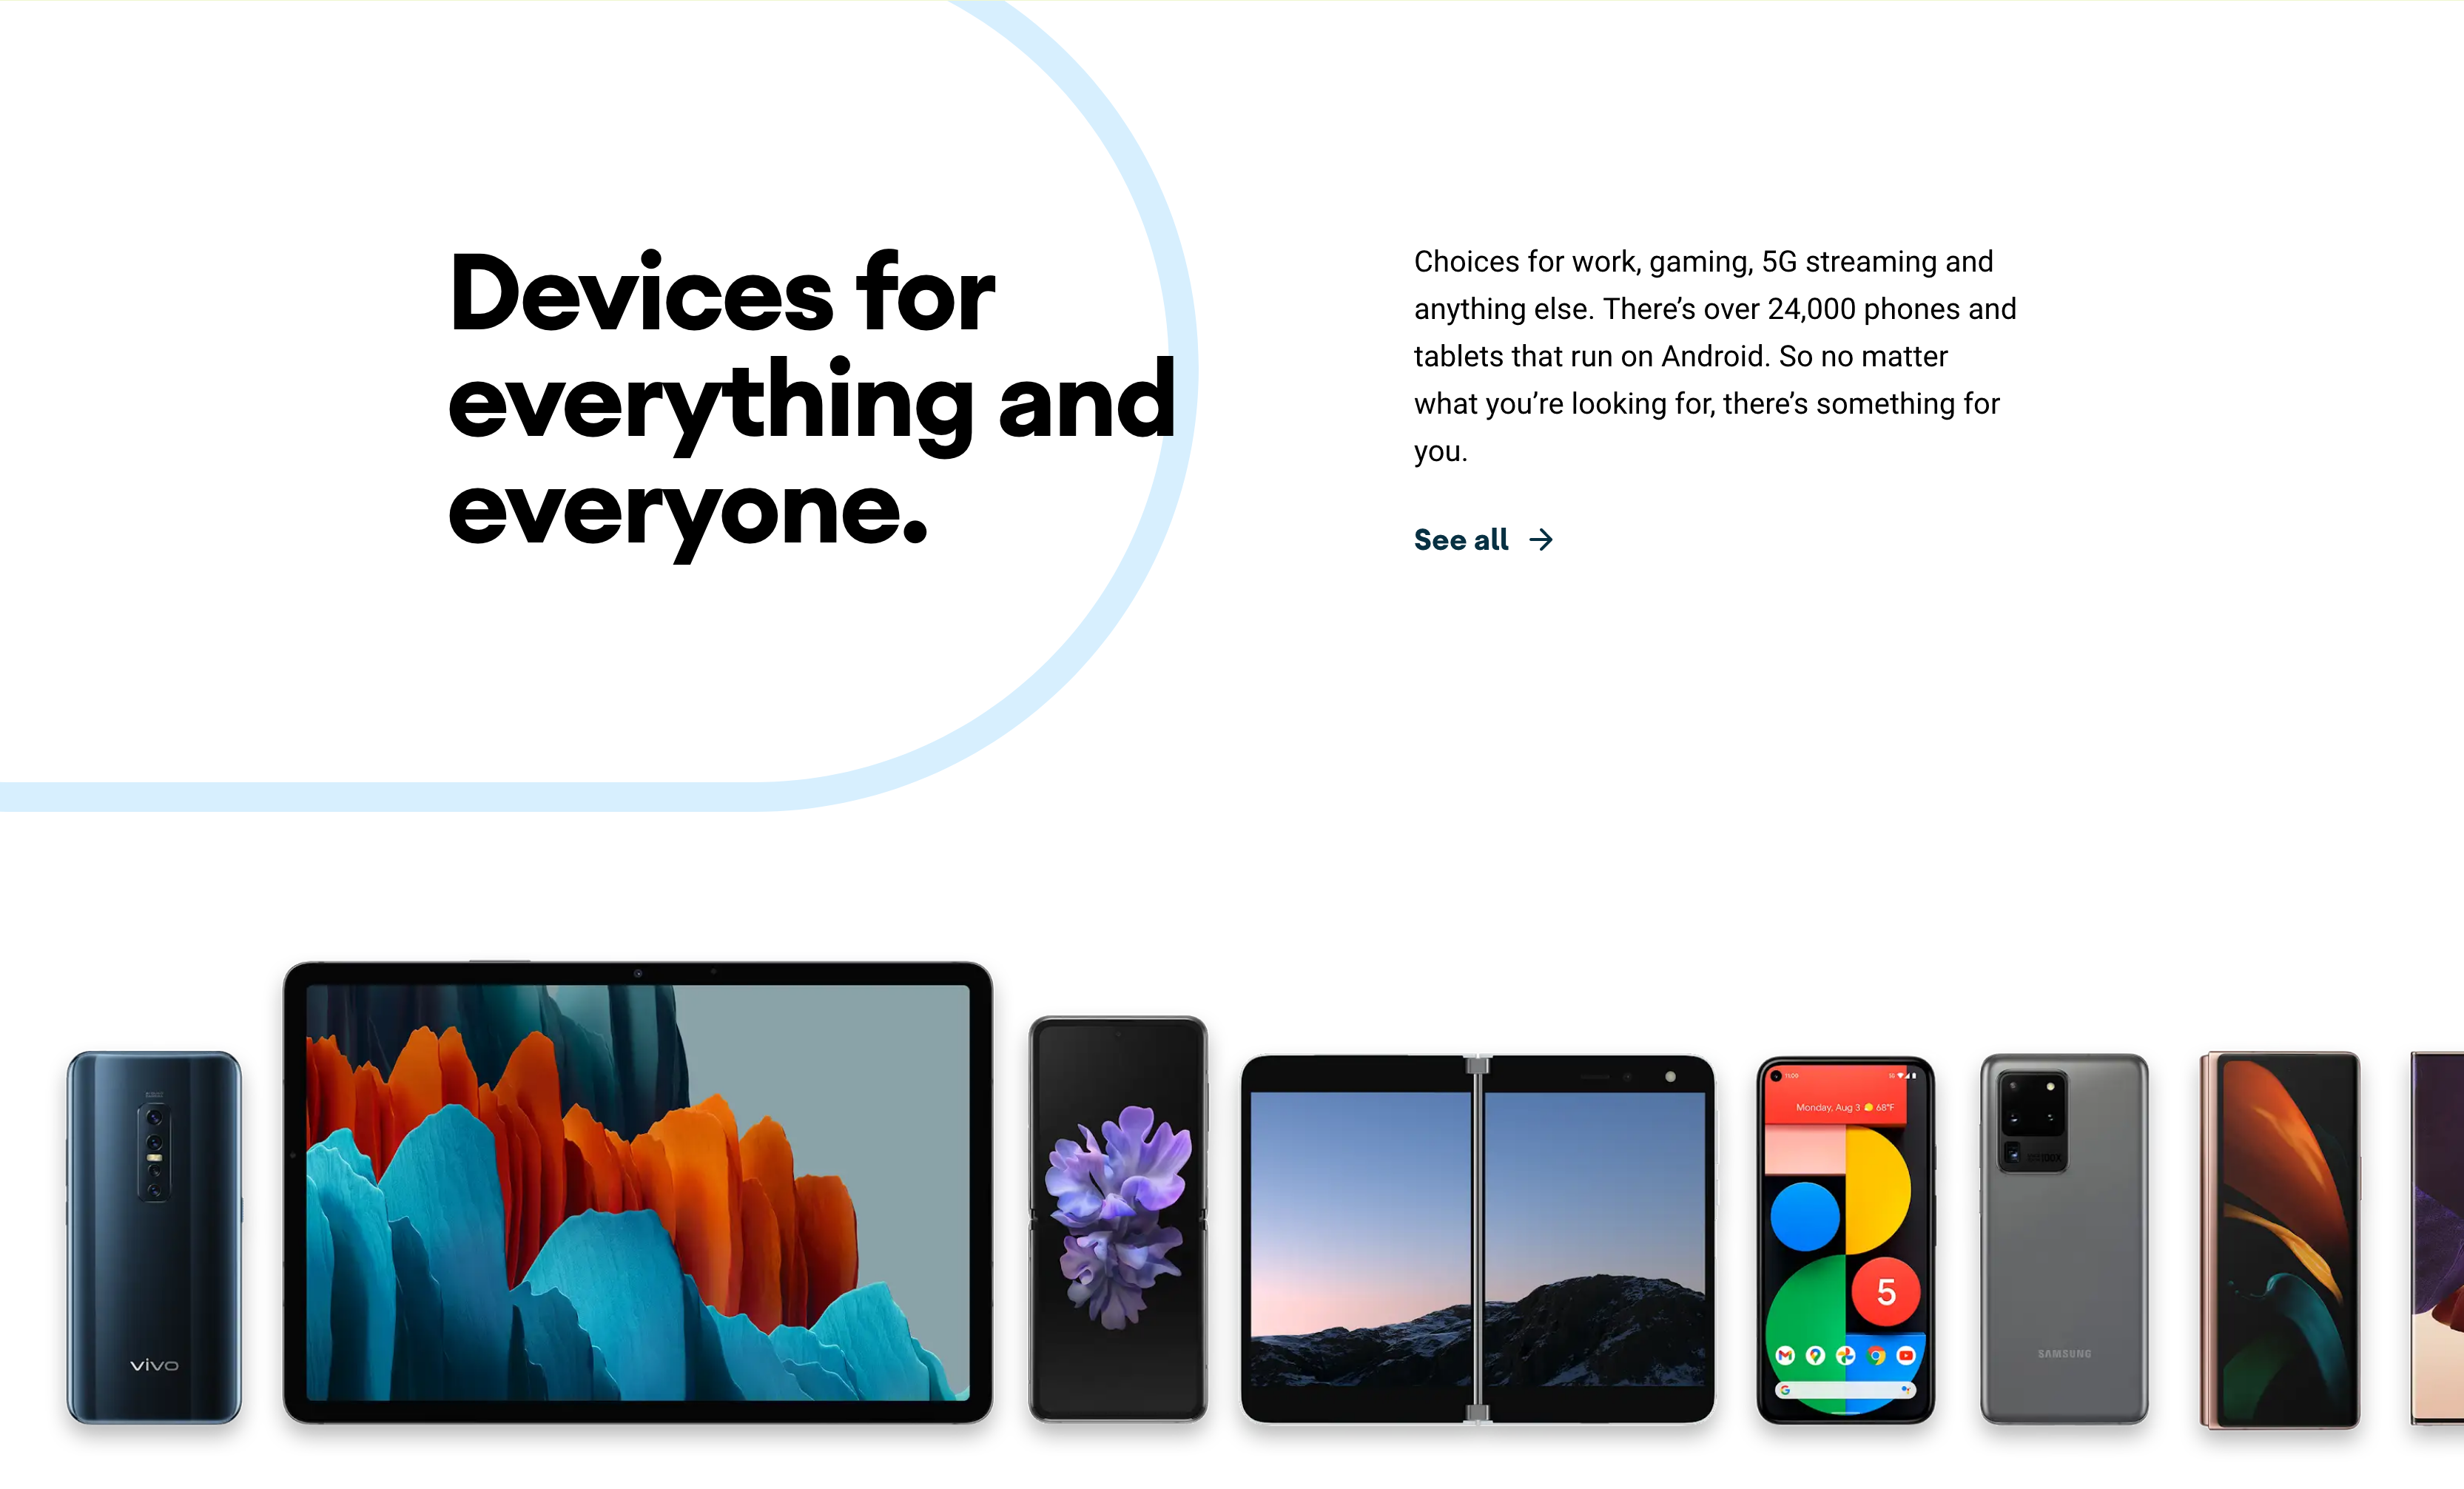 Devices for
everything and
everyone.
Choices for work, gaming, 5G streaming and
anything else. There’s over 24,000 phones and
tablets that run on Android. So no matter
what you’re looking for, there’s something for
you.
See all →
vivo
Monday, Aug 3 68°F
5
100X
SAMSUNG